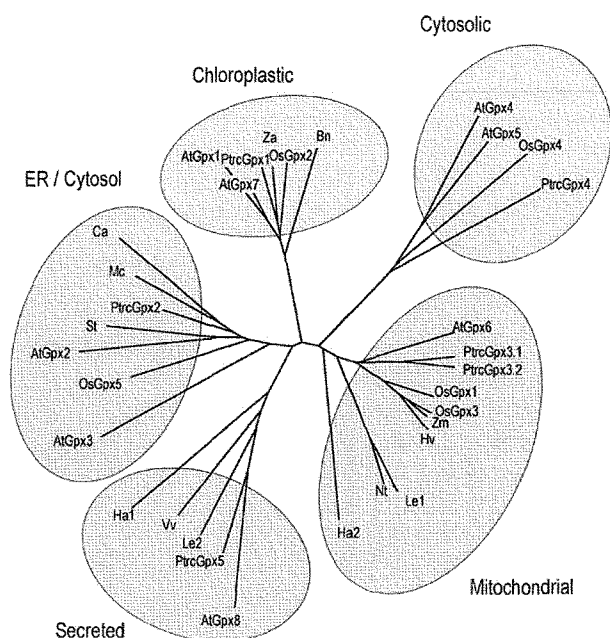 Cytosolic
Chloroplastic
AtGpx4
Za
Bn
AtGpx5
AtGpx1
PtrcGpx1
OsGpx2
OsGpx4
AtGpx7
PtrcGpx4
ER / Cytosol
Ca
Mc
PtrcGpx2
St
AtGpx2
OsGpx5
AtGpx3
AtGpx6
PtrcGpx3.1
PtrcGpx3.2
OsGpx1
OsGpx3
Zm
Hv
Nt
Le1
Ha2
Ha1
Vv
Le2
PtrcGpx5
AtGpx8
Mitochondrial
Secreted